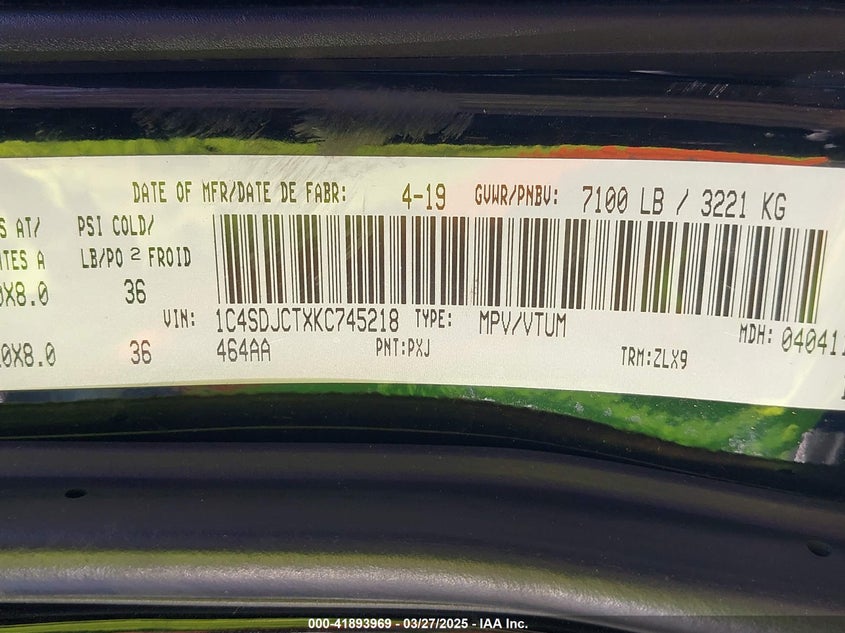 DATE OF MFR/DATE DE FABR: 4-19 GVWR/PNBV: 7100 LB / 3221 KG
S AT/ PSI COLD/
TES A LB/PO 2 FROID
0X8.0 36
VIN: 1C4SDJCTXKC745218 TYPE: MPV/VTUM MDH: 04041
0X8.0 36 464AA PNT:PXJ TRM:ZLX9
000-41893969 - 03/27/2025 - IAA Inc.